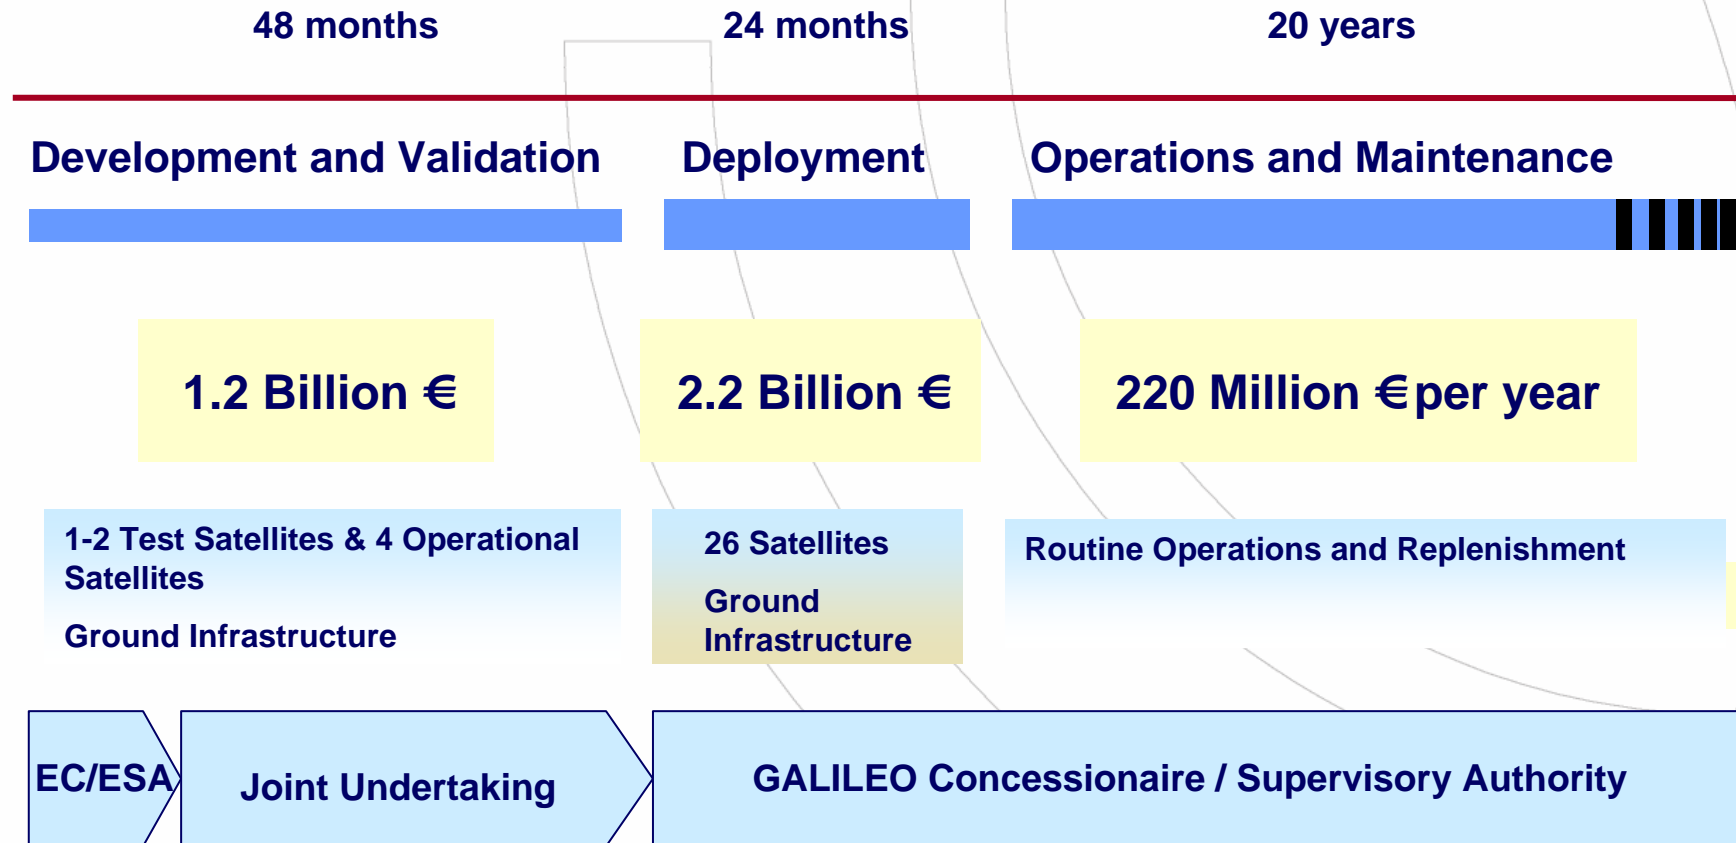 48 months
24 months
20 years
Development and Validation
Deployment
Operations and Maintenance
1.2 Billion €
2.2 Billion €
220 Million € per year
1-2 Test Satellites & 4 Operational
Satellites
Ground Infrastructure
26 Satellites
Ground
Infrastructure
Routine Operations and Replenishment
EC/ESA
Joint Undertaking
GALILEO Concessionaire / Supervisory Authority